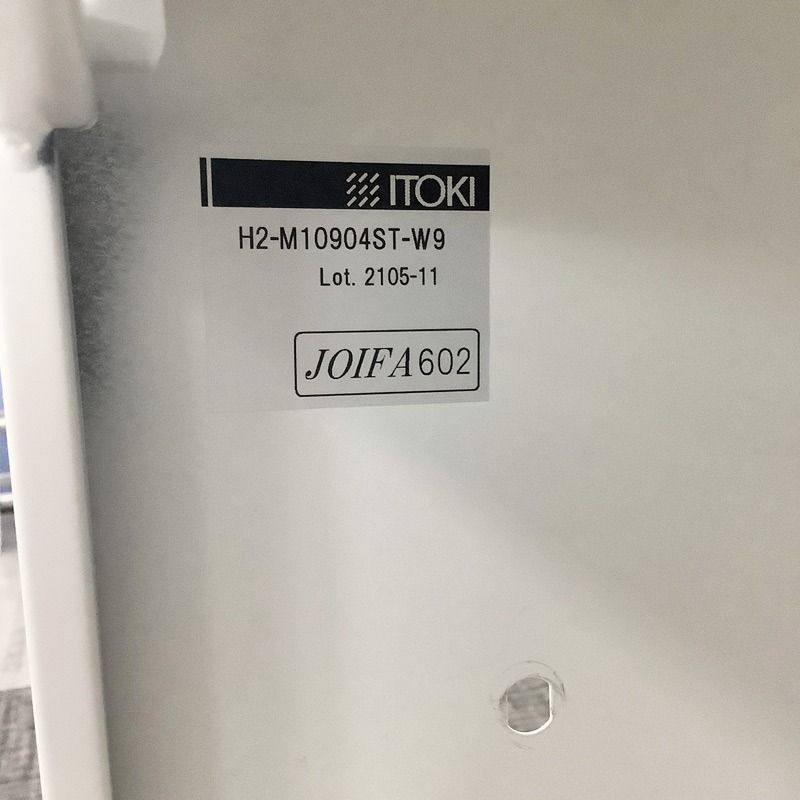 ITOKI
H2-M10904ST-W9
Lot. 2105-11
JOIFA602